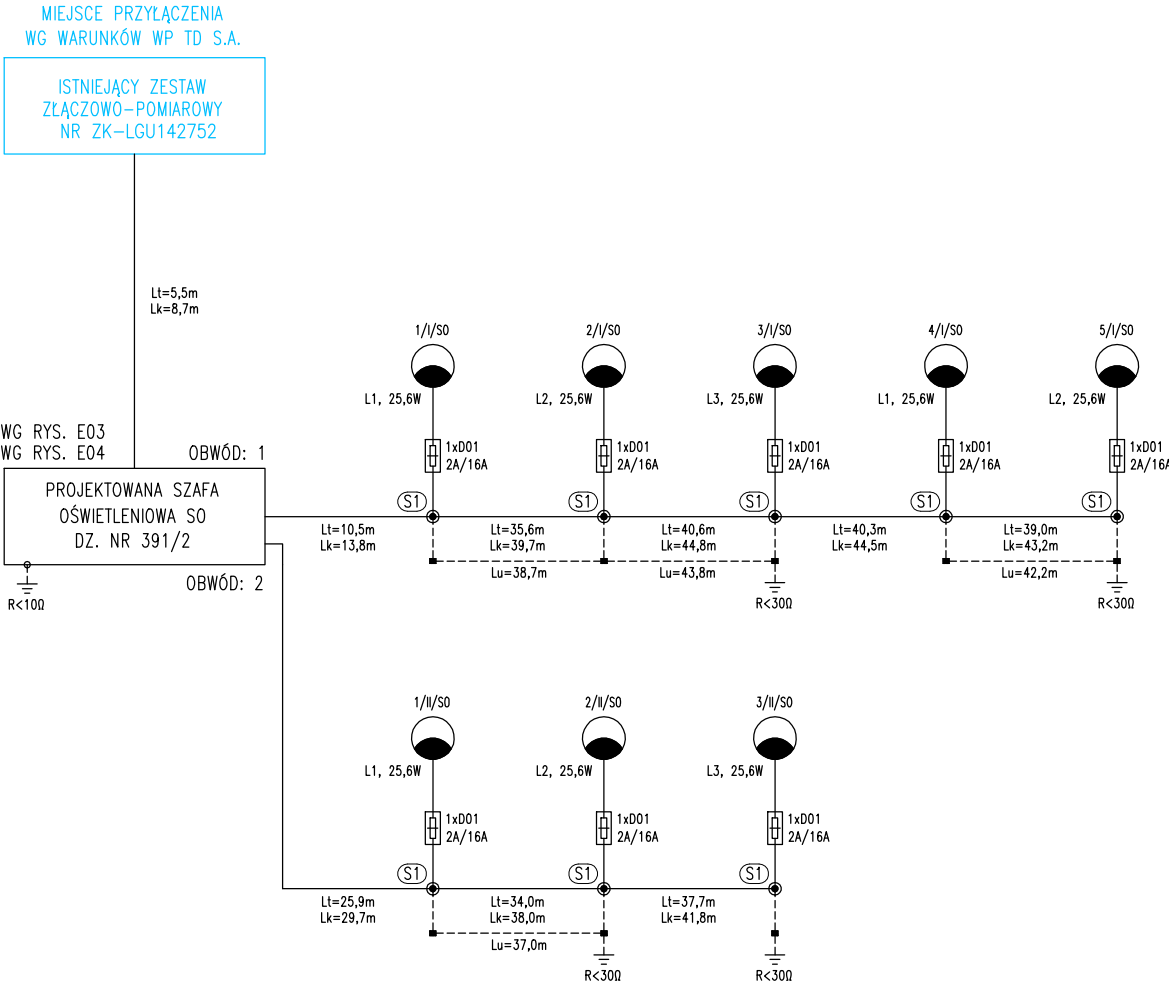 MIEJSCE PRZYŁĄCZENIA
WG WARUNKÓW WP TD S.A.
ISTNIEJĄCY ZESTAW
ZŁĄCZOWO-POMIAROWY
NR ZK-LGU142752
Lt=5,5m
Lk=8,7m
WG RYS. E03
WG RYS. E04
OBWÓD: 1
PROJEKTOWANA SZAFA
OŚWIETLENIOWA SO
DZ. NR 391/2
OBWÓD: 2
R<10Ω
1/I/SO
2/I/SO
3/I/SO
4/I/SO
5/I/SO
L1, 25,6W
L2, 25,6W
L3, 25,6W
L1, 25,6W
L2, 25,6W
1xD01
2A/16A
1xD01
2A/16A
1xD01
2A/16A
1xD01
2A/16A
1xD01
2A/16A
S1
S1
S1
S1
S1
Lt=10,5m
Lk=13,8m
Lt=35,6m
Lk=39,7m
Lt=40,6m
Lk=44,8m
Lt=40,3m
Lk=44,5m
Lt=39,0m
Lk=43,2m
Lu=38,7m
Lu=43,8m
Lu=42,2m
R<30Ω
R<30Ω
1/II/SO
2/II/SO
3/II/SO
L1, 25,6W
L2, 25,6W
L3, 25,6W
1xD01
2A/16A
1xD01
2A/16A
1xD01
2A/16A
S1
S1
S1
Lt=25,9m
Lk=29,7m
Lt=34,0m
Lk=38,0m
Lt=37,7m
Lk=41,8m
Lu=37,0m
R<30Ω
R<30Ω